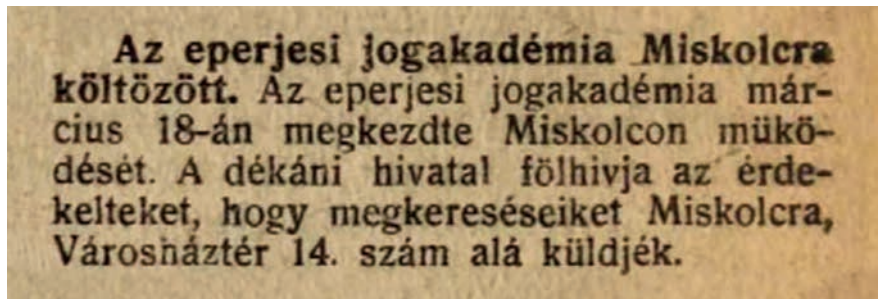 Az eperjesi jogakadémia Miskolcra
költözött. Az eperjesi jogakadémia már-
cius 18-án megkezdte Miskolcon mükö-
dését. A dékáni hivatal fölhivja az érde-
kelteket, hogy megkereséseiket Miskolcra,
Városháztér 14. szám alá küldjék.